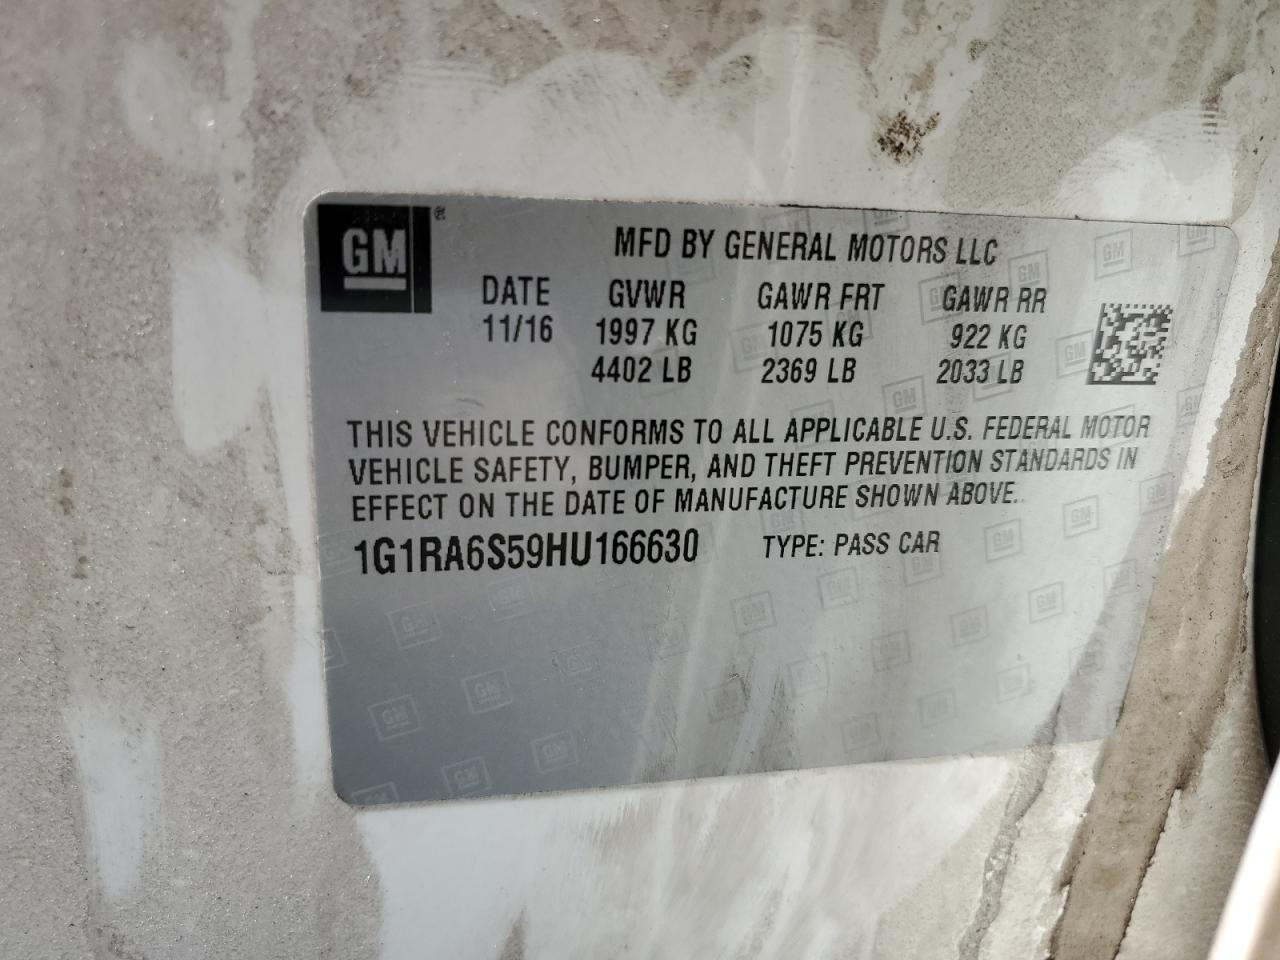 GM®
MFD BY GENERAL MOTORS LLC
DATE GVWR GAWR FRT GAWR RR
11/16 1997 KG 1075 KG 922 KG
4402 LB 2369 LB 2033 LB
THIS VEHICLE CONFORMS TO ALL APPLICABLE U.S. FEDERAL MOTOR
VEHICLE SAFETY, BUMPER, AND THEFT PREVENTION STANDARDS IN
EFFECT ON THE DATE OF MANUFACTURE SHOWN ABOVE.
1G1RA6S59HU166630 TYPE: PASS CAR